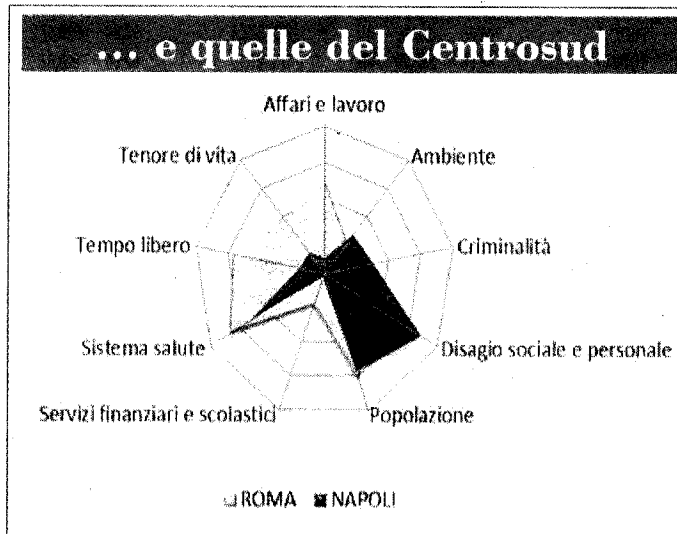 ... e quelle del Centrosud
Affari e lavoro
Tenore di vita
Ambiente
Tempo libero
Criminalità
Sistema salute
Disagio sociale e personale
Servizi finanziari e scolastici
Popolazione
ROMA NAPOLI